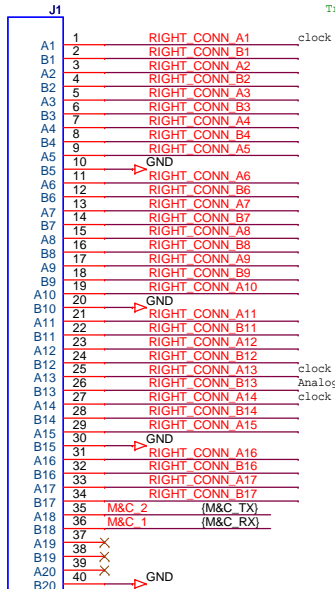 J1
A1 1 RIGHT_CONN_A1 clock
B1 2 RIGHT_CONN_B1
A2 3 RIGHT_CONN_A2
B2 4 RIGHT_CONN_B2
A3 5 RIGHT_CONN_A3
B3 6 RIGHT_CONN_B3
A4 7 RIGHT_CONN_A4
B4 8 RIGHT_CONN_B4
A5 9 RIGHT_CONN_A5
B5 10 GND
A6 11 RIGHT_CONN_A6
B6 12 RIGHT_CONN_B6
A7 13 RIGHT_CONN_A7
B7 14 RIGHT_CONN_B7
A8 15 RIGHT_CONN_A8
B8 16 RIGHT_CONN_B8
A9 17 RIGHT_CONN_A9
B9 18 RIGHT_CONN_B9
A10 19 RIGHT_CONN_A10
B10 20 GND
A11 21 RIGHT_CONN_A11
B11 22 RIGHT_CONN_B11
A12 23 RIGHT_CONN_A12
B12 24 RIGHT_CONN_B12
A13 25 RIGHT_CONN_A13 clock
B13 26 RIGHT_CONN_B13 Analog
A14 27 RIGHT_CONN_A14 clock
B14 28 RIGHT_CONN_B14
A15 29 RIGHT_CONN_A15
B15 30 GND
A16 31 RIGHT_CONN_A16
B16 32 RIGHT_CONN_B16
A17 33 RIGHT_CONN_A17
B17 34 RIGHT_CONN_B17
A18 35 M&C_2 {M&C_TX}
B18 36 M&C_1 {M&C_RX}
A19 37
B19 38
A20 39
B20 40 GND